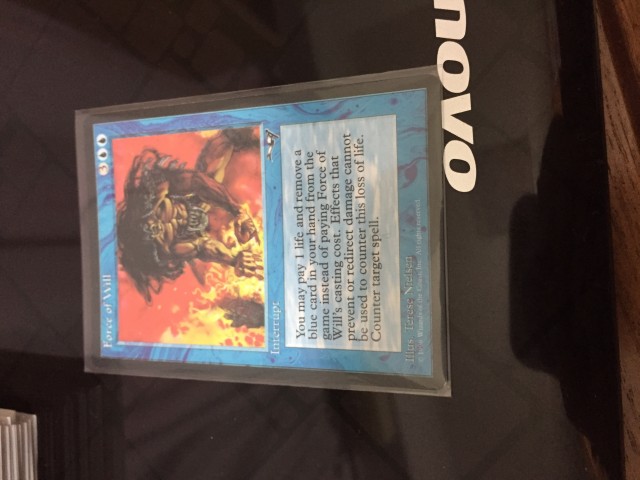 Force of Will
Interrupt
You may pay 1 life and remove a
blue card in your hand from the
game instead of paying Force of
Will's casting cost. Effects that
prevent or redirect damage cannot
be used to counter this loss of life.
Counter target spell.
Illus. Terese Nielsen
novo